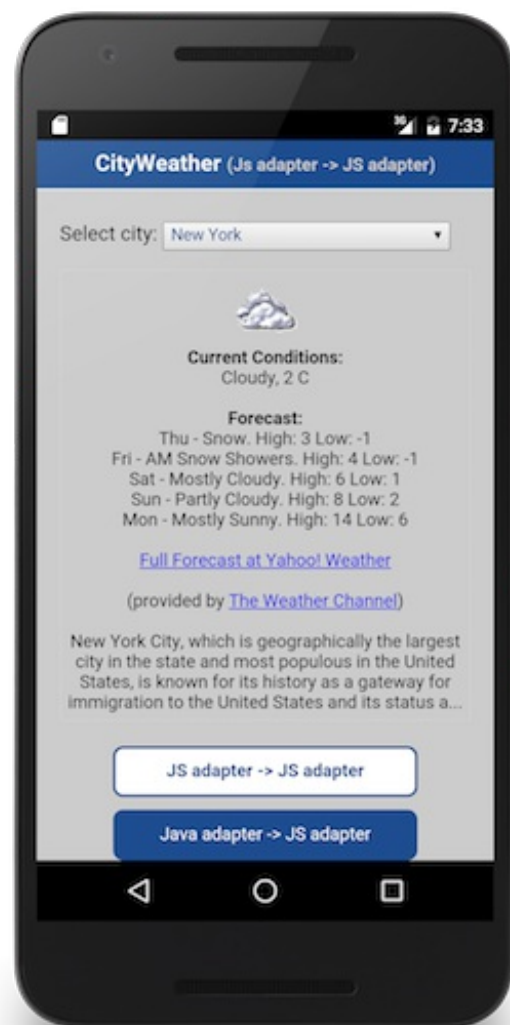 3G 7:33
CityWeather (Js adapter -> JS adapter)
Select city: New York
Current Conditions:
Cloudy, 2 C
Forecast:
Thu - Snow. High: 3 Low: -1
Fri - AM Snow Showers. High: 4 Low: -1
Sat - Mostly Cloudy. High: 6 Low: 1
Sun - Partly Cloudy. High: 8 Low: 2
Mon - Mostly Sunny. High: 14 Low: 6
Full Forecast at Yahoo! Weather
(provided by The Weather Channel)
New York City, which is geographically the largest
city in the state and most populous in the United
States, is known for its history as a gateway for
immigration to the United States and its status a...
JS adapter -> JS adapter
Java adapter -> JS adapter